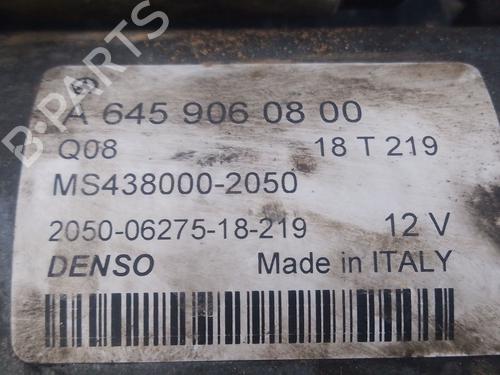 A 645 906 08 00
Q08 18 T 219
MS438000-2050
2050-06275-18-219 12 V
DENSO Made in ITALY
B-PARTS